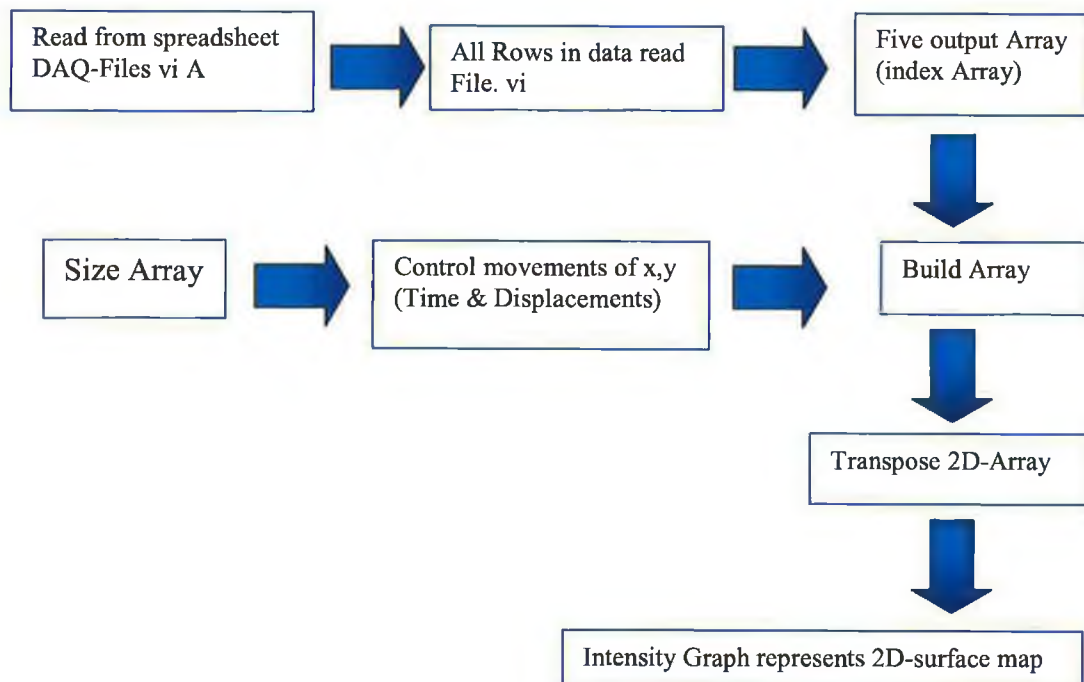 Read from spreadsheet
DAQ-Files vi A
All Rows in data read
File. vi
Five output Array
(index Array)
Size Array
Control movements of x,y
(Time & Displacements)
Build Array
Transpose 2D-Array
Intensity Graph represents 2D-surface map